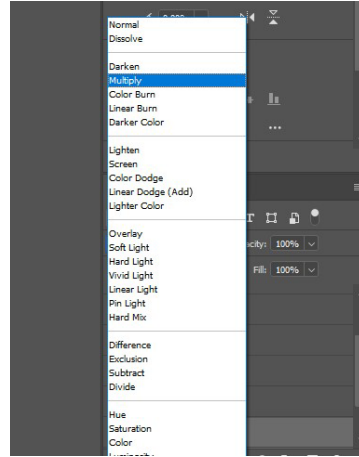 Normal
Dissolve
Darken
Multiply
Color Burn
Linear Burn
Darker Color
Lighten
Screen
Color Dodge
Linear Dodge (Add)
Lighter Color
Overlay
Soft Light
Hard Light
Vivid Light
Linear Light
Pin Light
Hard Mix
Difference
Exclusion
Subtract
Divide
Hue
Saturation
Color
Luminosity
100%
Fill: 100%